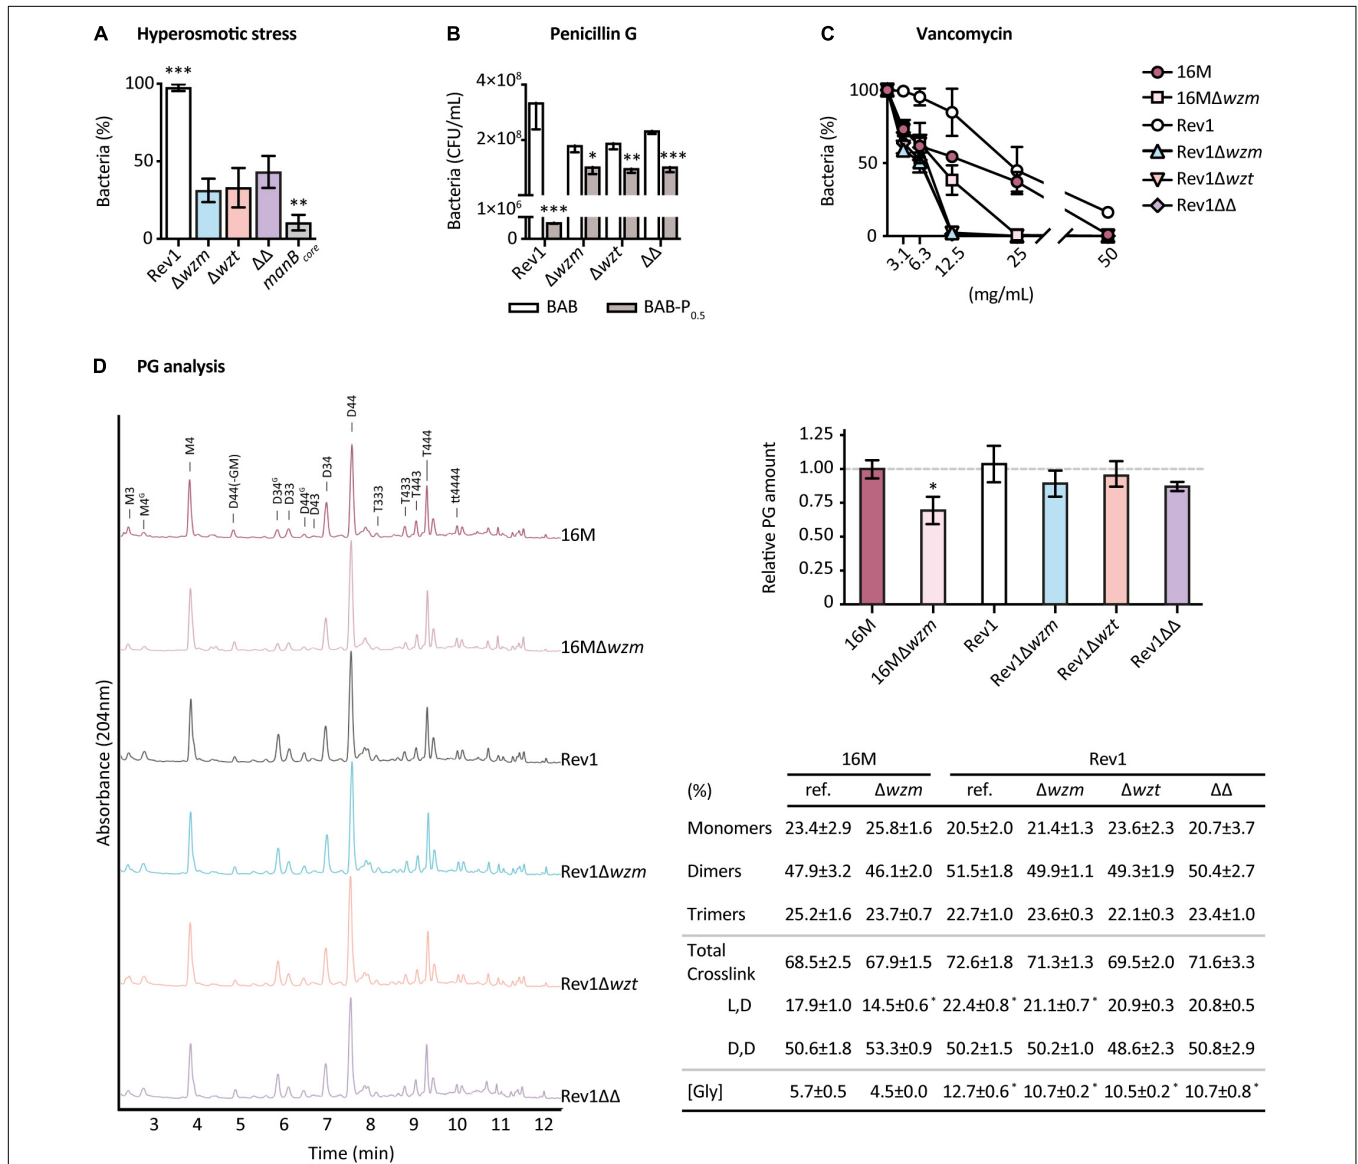 A Hyperosmotic stress
Bacteria (%)
100
50
0
***
**
Rev1
Δwzm
Δwzt
ΔΔ
manB core
B Penicillin G
Bacteria (CFU/mL)
4×10⁸
2×10⁸
1×10⁶
0
***
*
**
***
Rev1
Δwzm
Δwzt
ΔΔ
BAB
BAB-P0.5
C Vancomycin
Bacteria (%)
100
50
0
3.1
6.3
12.5
25
50
(mg/mL)
16M
16MΔwzm
Rev1
Rev1Δwzm
Rev1Δwzt
Rev1ΔΔ
D PG analysis
Absorbance (204nm)
M3
M4ᴳ
M4
D44(-GM)
D34ᴳ
D33
D44ᴳ
D43
D34
D44
T333
T433
T443
T444
tt4444
16M
16MΔwzm
Rev1
Rev1Δwzm
Rev1Δwzt
Rev1ΔΔ
3 4 5 6 7 8 9 10 11 12
Time (min)
Relative PG amount
1.25
1.00
0.75
0.50
0.25
0
*
16M
16MΔwzm
Rev1
Rev1Δwzm
Rev1Δwzt
Rev1ΔΔ
16M Rev1
(%) ref. Δwzm ref. Δwzm Δwzt ΔΔ
Monomers 23.4±2.9 25.8±1.6 20.5±2.0 21.4±1.3 23.6±2.3 20.7±3.7
Dimers 47.9±3.2 46.1±2.0 51.5±1.8 49.9±1.1 49.3±1.9 50.4±2.7
Trimers 25.2±1.6 23.7±0.7 22.7±1.0 23.6±0.3 22.1±0.3 23.4±1.0
Total
Crosslink 68.5±2.5 67.9±1.5 72.6±1.8 71.3±1.3 69.5±2.0 71.6±3.3
L,D 17.9±1.0 14.5±0.6* 22.4±0.8* 21.1±0.7* 20.9±0.3 20.8±0.5
D,D 50.6±1.8 53.3±0.9 50.2±1.5 50.2±1.0 48.6±2.3 50.8±2.9
[Gly] 5.7±0.5 4.5±0.0 12.7±0.6* 10.7±0.2* 10.5±0.2* 10.7±0.8*